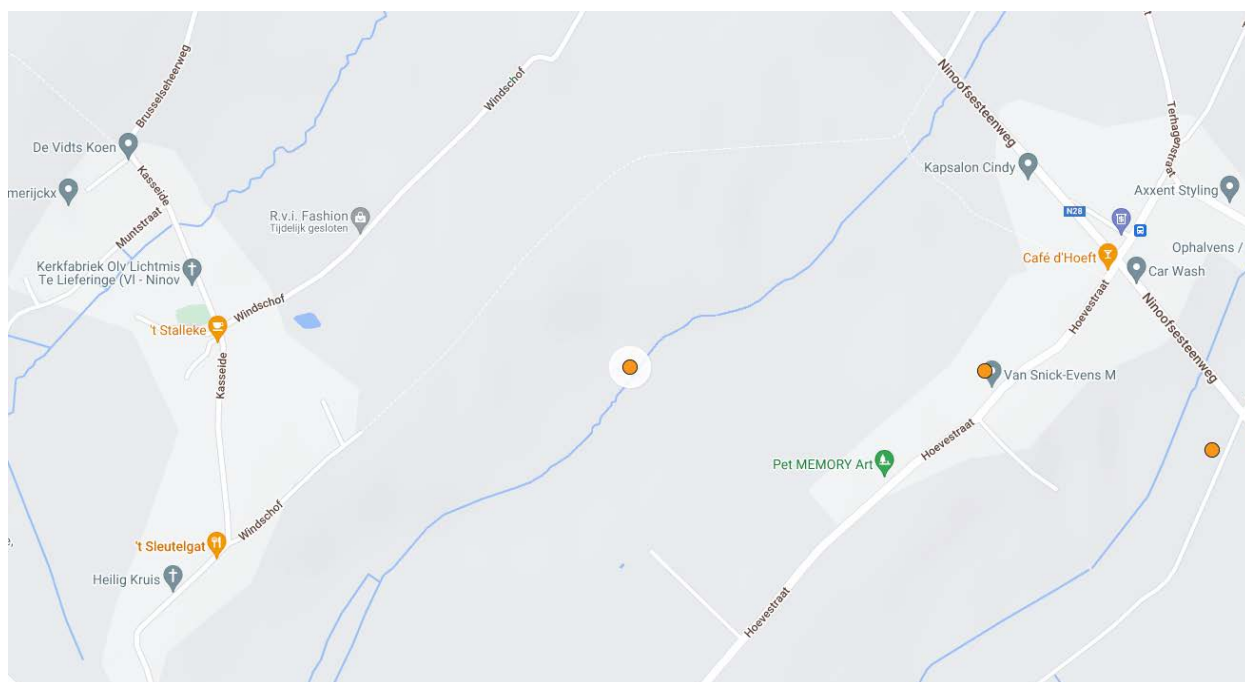 Brusselseheerweg
De Vidts Koen
Kasseide
merijckx
Muntstraat
Kerkfabriek Olv Lichtmis
Te Lieferinge (VI - Ninov
't Stalleke
Windschof
R.v.i. Fashion
Tijdelijk gesloten
Windschof
Kasseide
't Sleutelgat
Windschof
Heilig Kruis
Ninoofsesteenweg
Terhagenstraat
Kapsalon Cindy
Axxent Styling
N28
Ophalvens /
Café d'Hoeft
Car Wash
Hoevestraat
Ninoofsesteenweg
Van Snick-Evens M
Hoevestraat
Pet MEMORY Art
Hoevestraat